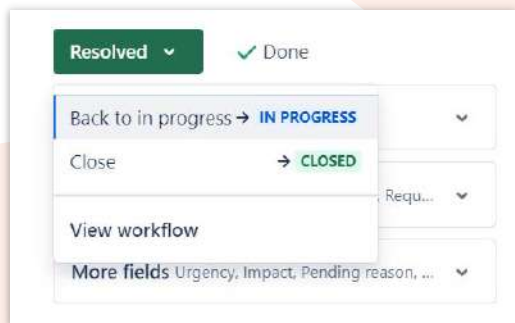 Resolved Done
Back to in progress → IN PROGRESS
Close → CLOSED
Requ...
View workflow
More fields Urgency, Impact, Pending reason, ...